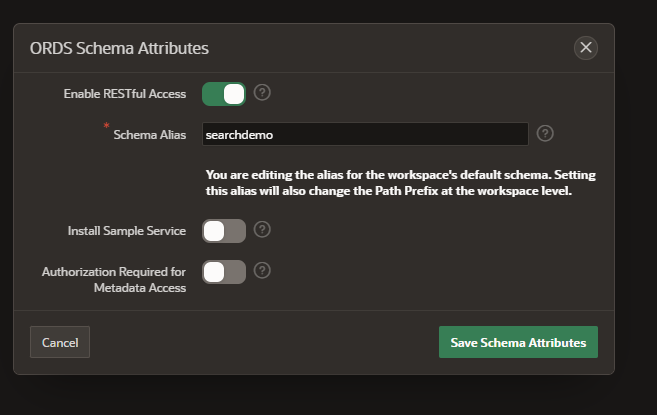 ORDS Schema Attributes
Enable RESTful Access
* Schema Alias searchdemo
You are editing the alias for the workspace's default schema. Setting
this alias will also change the Path Prefix at the workspace level.
Install Sample Service
Authorization Required for
Metadata Access
Cancel Save Schema Attributes